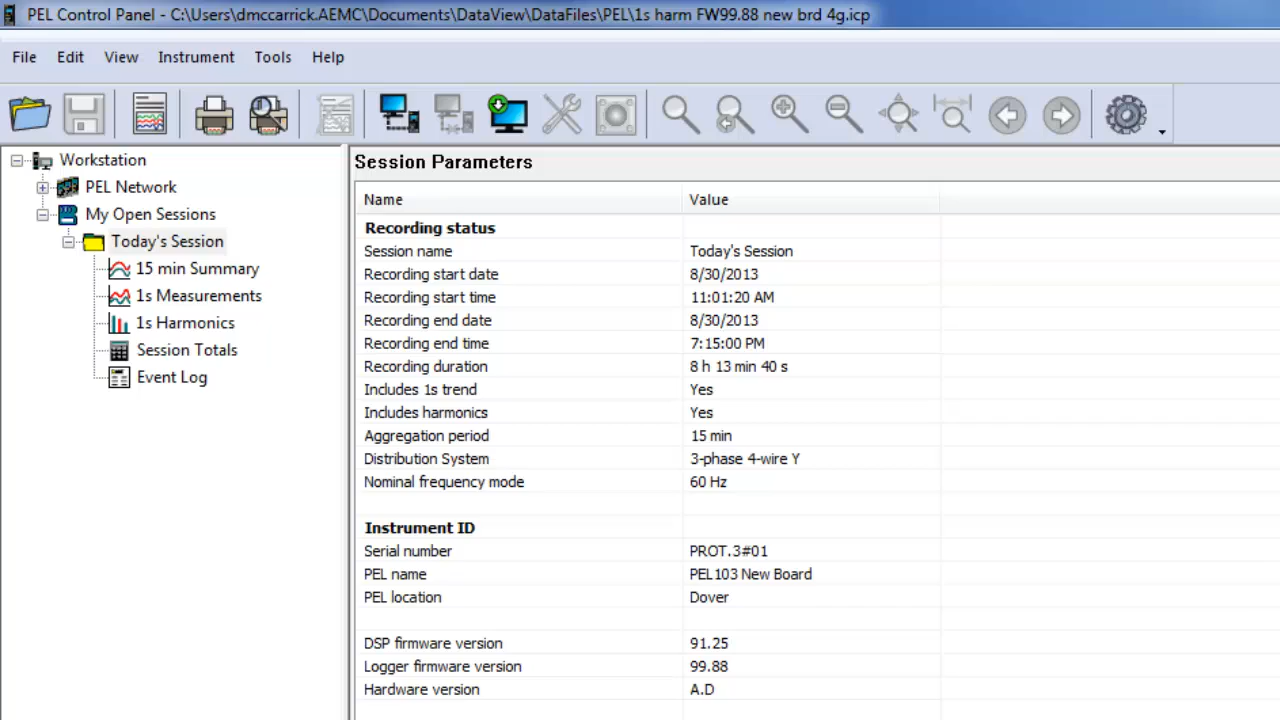 PEL Control Panel - C:\Users\dmccarrick.AEMC\Documents\DataView\DataFiles\PEL\1s harm FW99.88 new brd 4g.icp
File Edit View Instrument Tools Help
Workstation
PEL Network
My Open Sessions
Today's Session
15 min Summary
1s Measurements
1s Harmonics
Session Totals
Event Log
Session Parameters
Name Value
Recording status
Session name Today's Session
Recording start date 8/30/2013
Recording start time 11:01:20 AM
Recording end date 8/30/2013
Recording end time 7:15:00 PM
Recording duration 8 h 13 min 40 s
Includes 1s trend Yes
Includes harmonics Yes
Aggregation period 15 min
Distribution System 3-phase 4-wire Y
Nominal frequency mode 60 Hz
Instrument ID
Serial number PROT.3#01
PEL name PEL103 New Board
PEL location Dover
DSP firmware version 91.25
Logger firmware version 99.88
Hardware version A.D